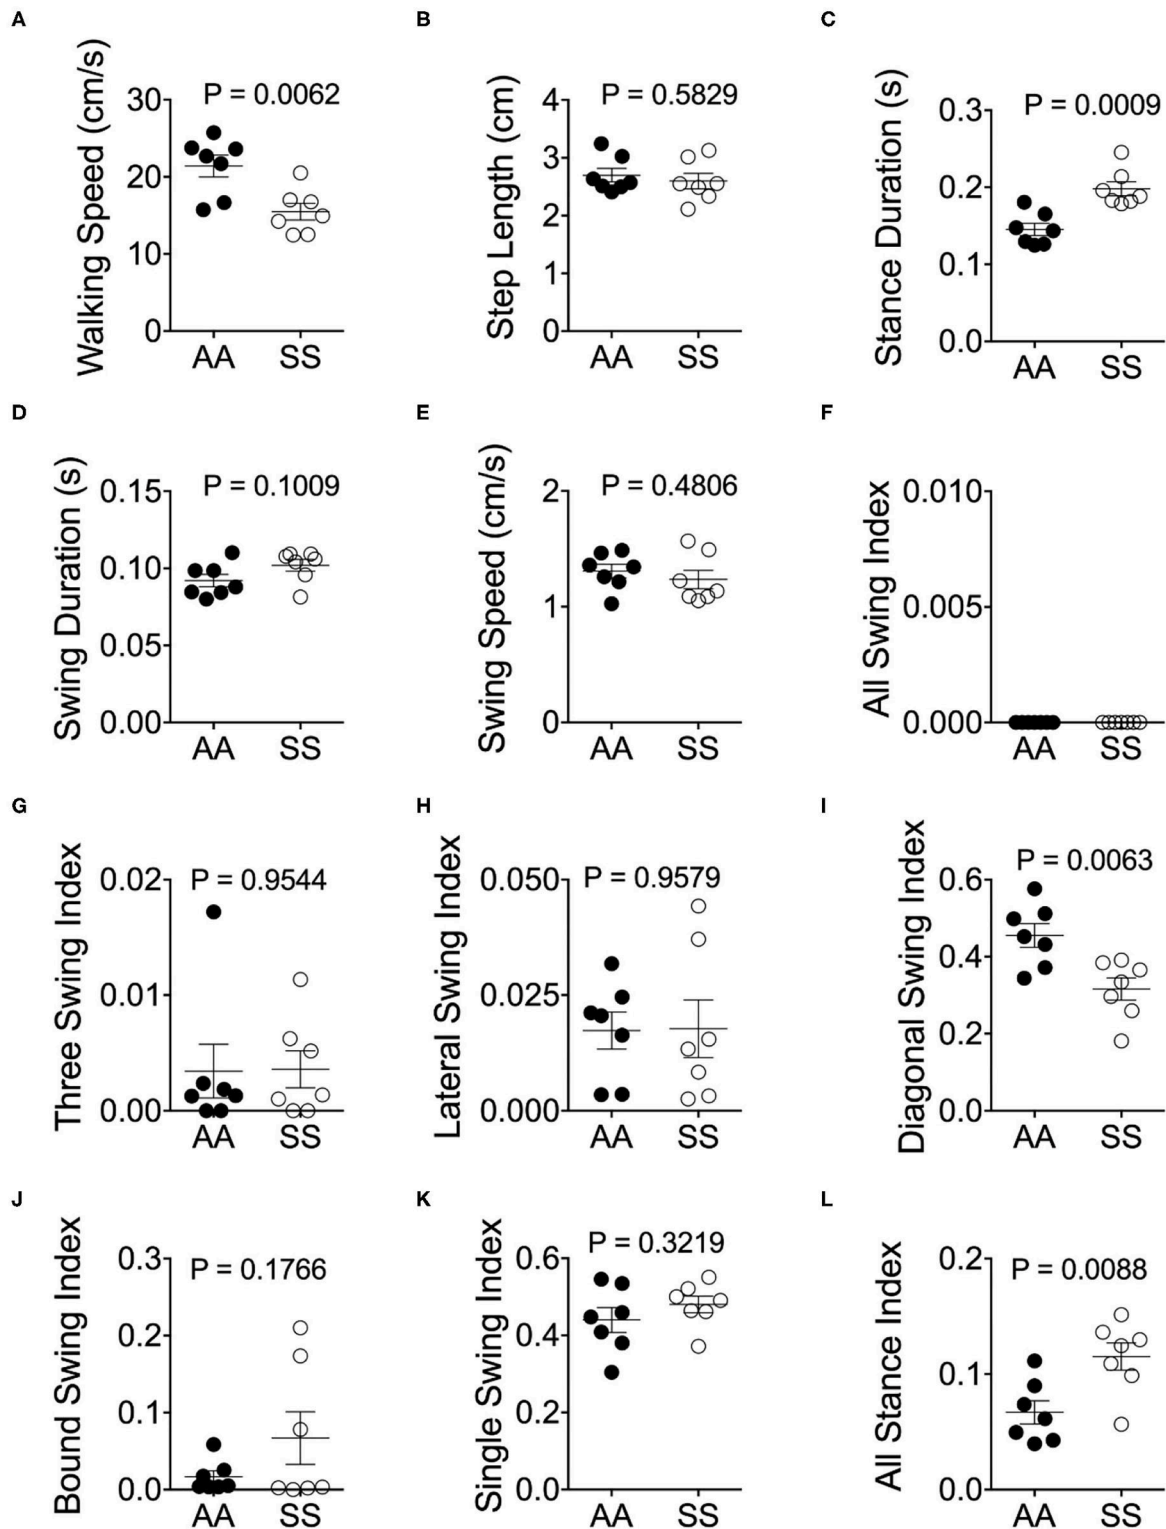 A
B
C
Walking Speed (cm/s)
P = 0.0062
30
20
10
0
AA SS
Step Length (cm)
P = 0.5829
4
3
2
1
0
AA SS
Stance Duration (s)
P = 0.0009
0.3
0.2
0.1
0.0
AA SS
D
E
F
Swing Duration (s)
P = 0.1009
0.15
0.10
0.05
0.00
AA SS
Swing Speed (cm/s)
P = 0.4806
2
1
0
AA SS
All Swing Index
0.010
0.005
0.000
AA SS
G
H
I
Three Swing Index
P = 0.9544
0.02
0.01
0.00
AA SS
Lateral Swing Index
P = 0.9579
0.050
0.025
0.000
AA SS
Diagonal Swing Index
P = 0.0063
0.6
0.4
0.2
0.0
AA SS
J
K
L
Bound Swing Index
P = 0.1766
0.3
0.2
0.1
0.0
AA SS
Single Swing Index
P = 0.3219
0.6
0.4
0.2
0.0
AA SS
All Stance Index
P = 0.0088
0.2
0.1
0.0
AA SS